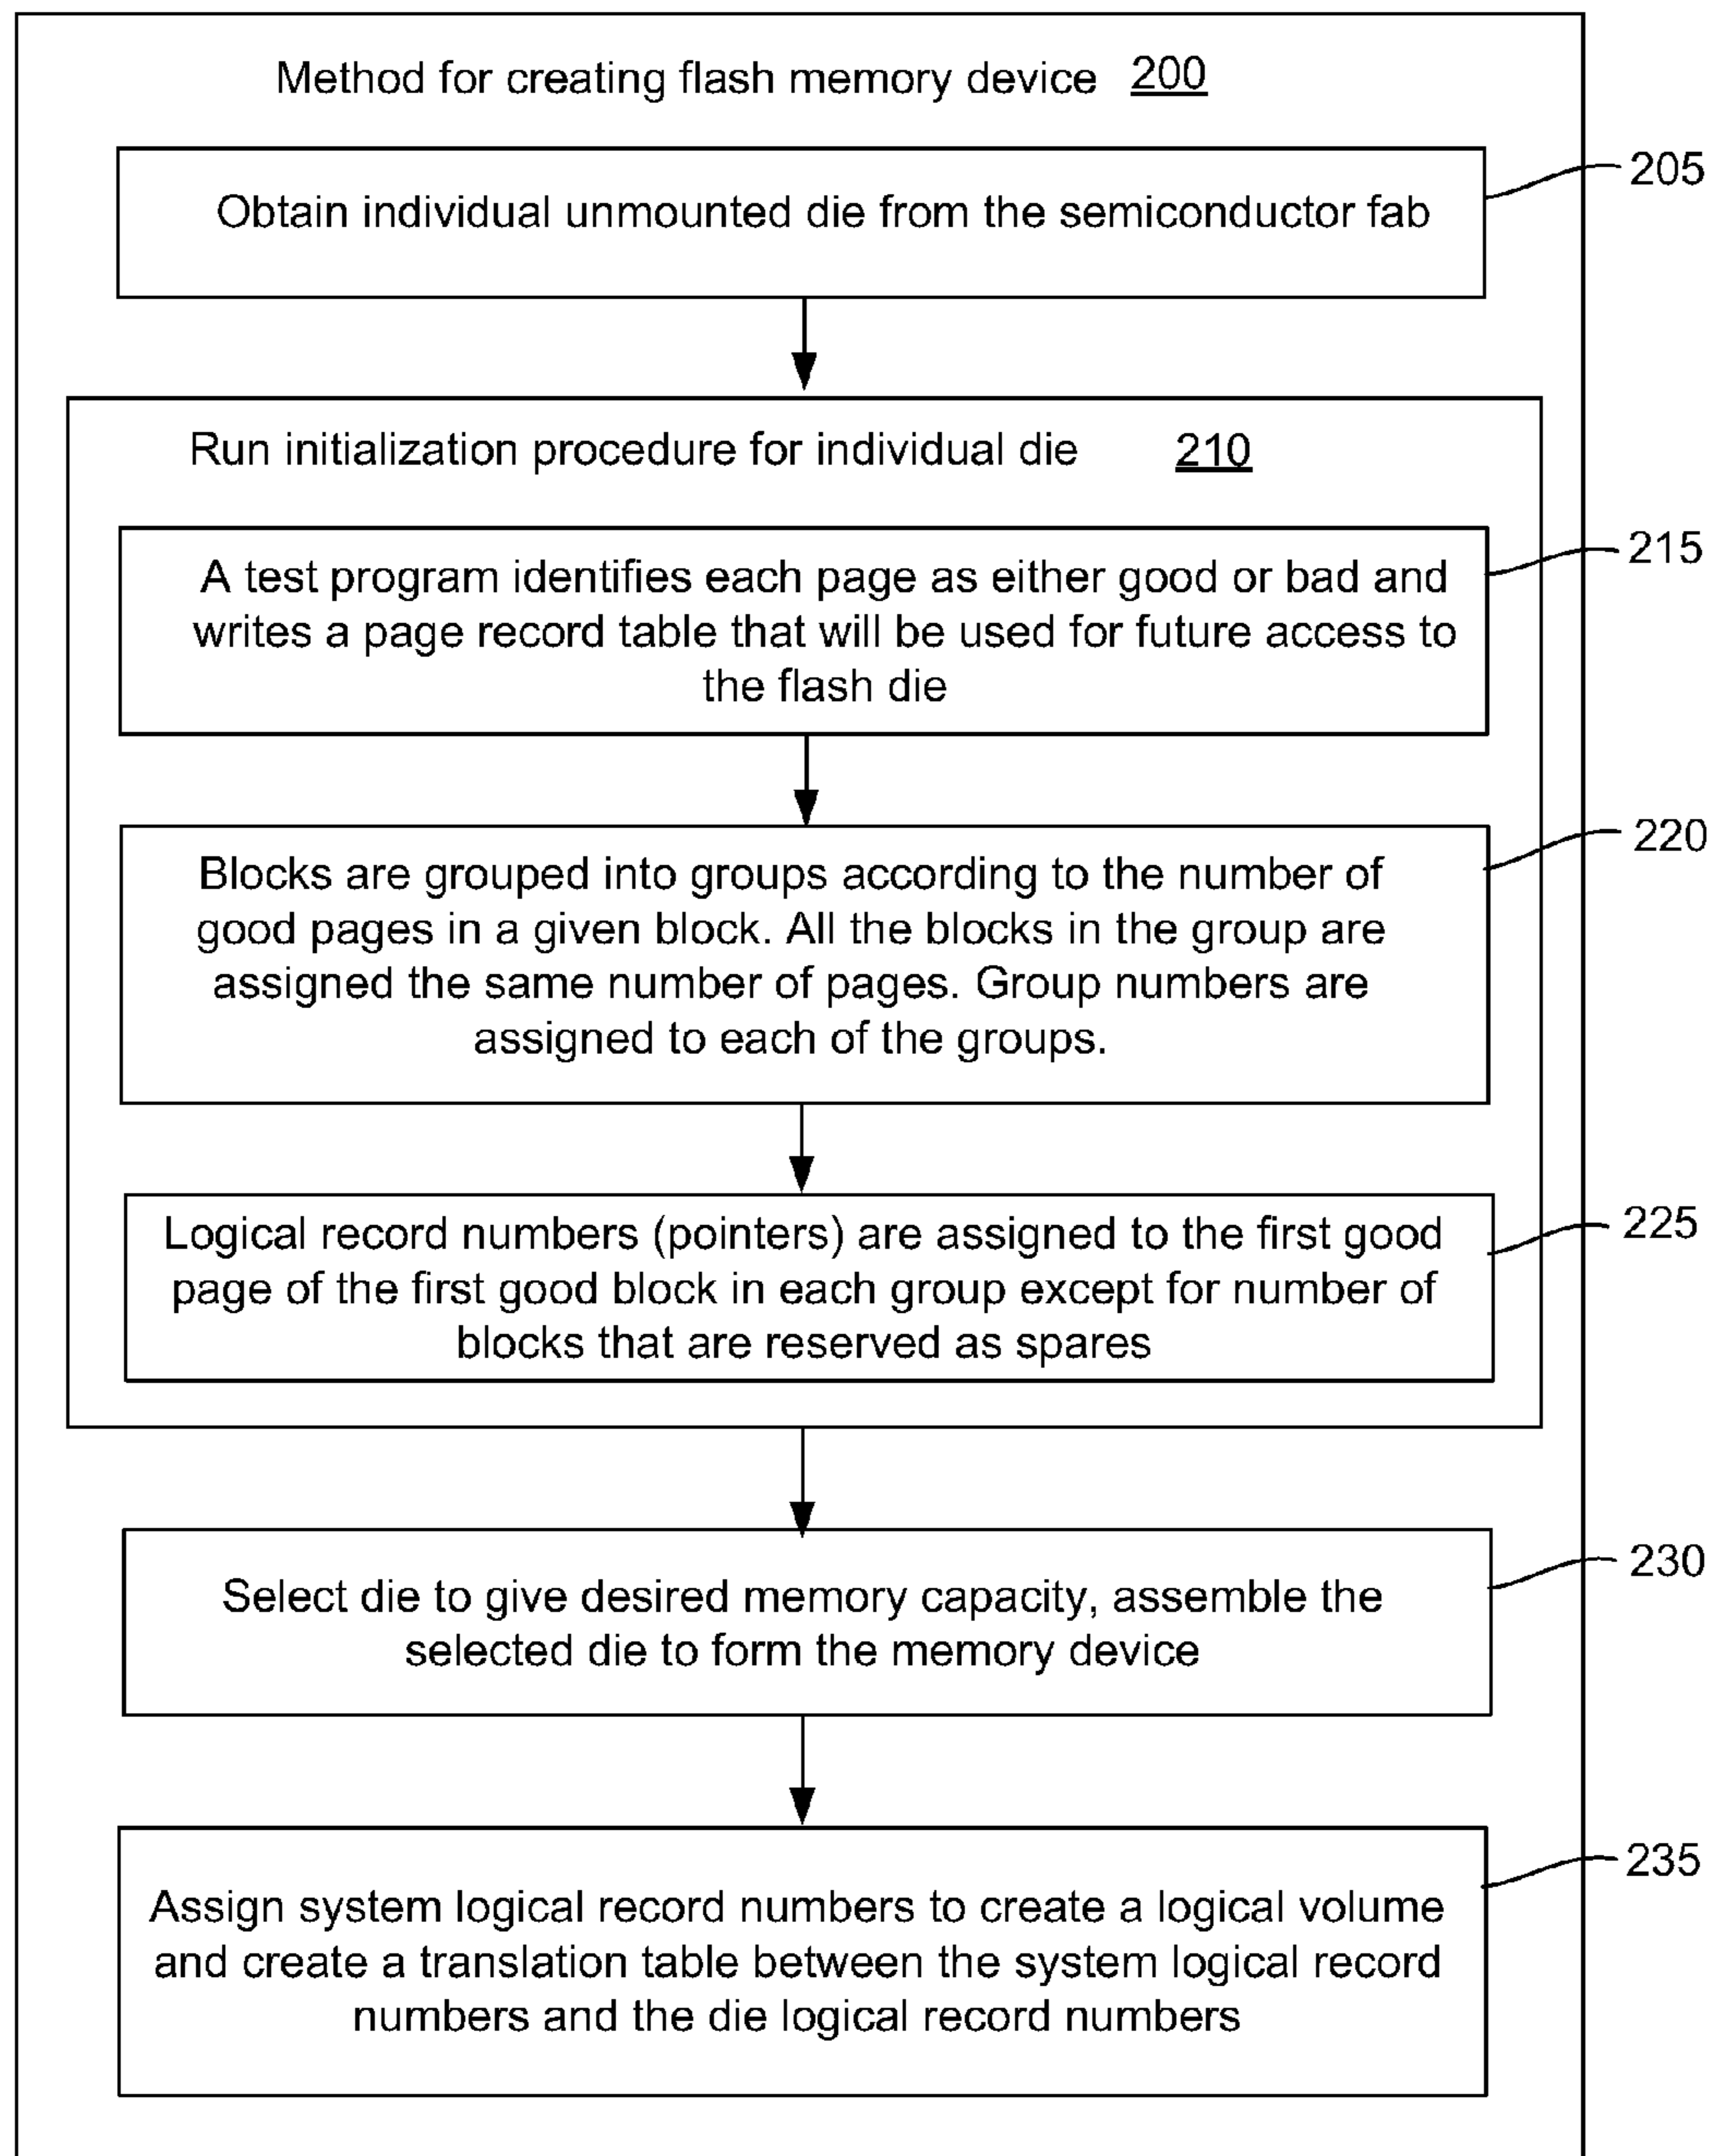 Method for creating flash memory device 200
Obtain individual unmounted die from the semiconductor fab
205
Run initialization procedure for individual die 210
A test program identifies each page as either good or bad and
writes a page record table that will be used for future access to
the flash die
215
Blocks are grouped into groups according to the number of
good pages in a given block. All the blocks in the group are
assigned the same number of pages. Group numbers are
assigned to each of the groups.
220
Logical record numbers (pointers) are assigned to the first good
page of the first good block in each group except for number of
blocks that are reserved as spares
225
Select die to give desired memory capacity, assemble the
selected die to form the memory device
230
Assign system logical record numbers to create a logical volume
and create a translation table between the system logical record
numbers and the die logical record numbers
235